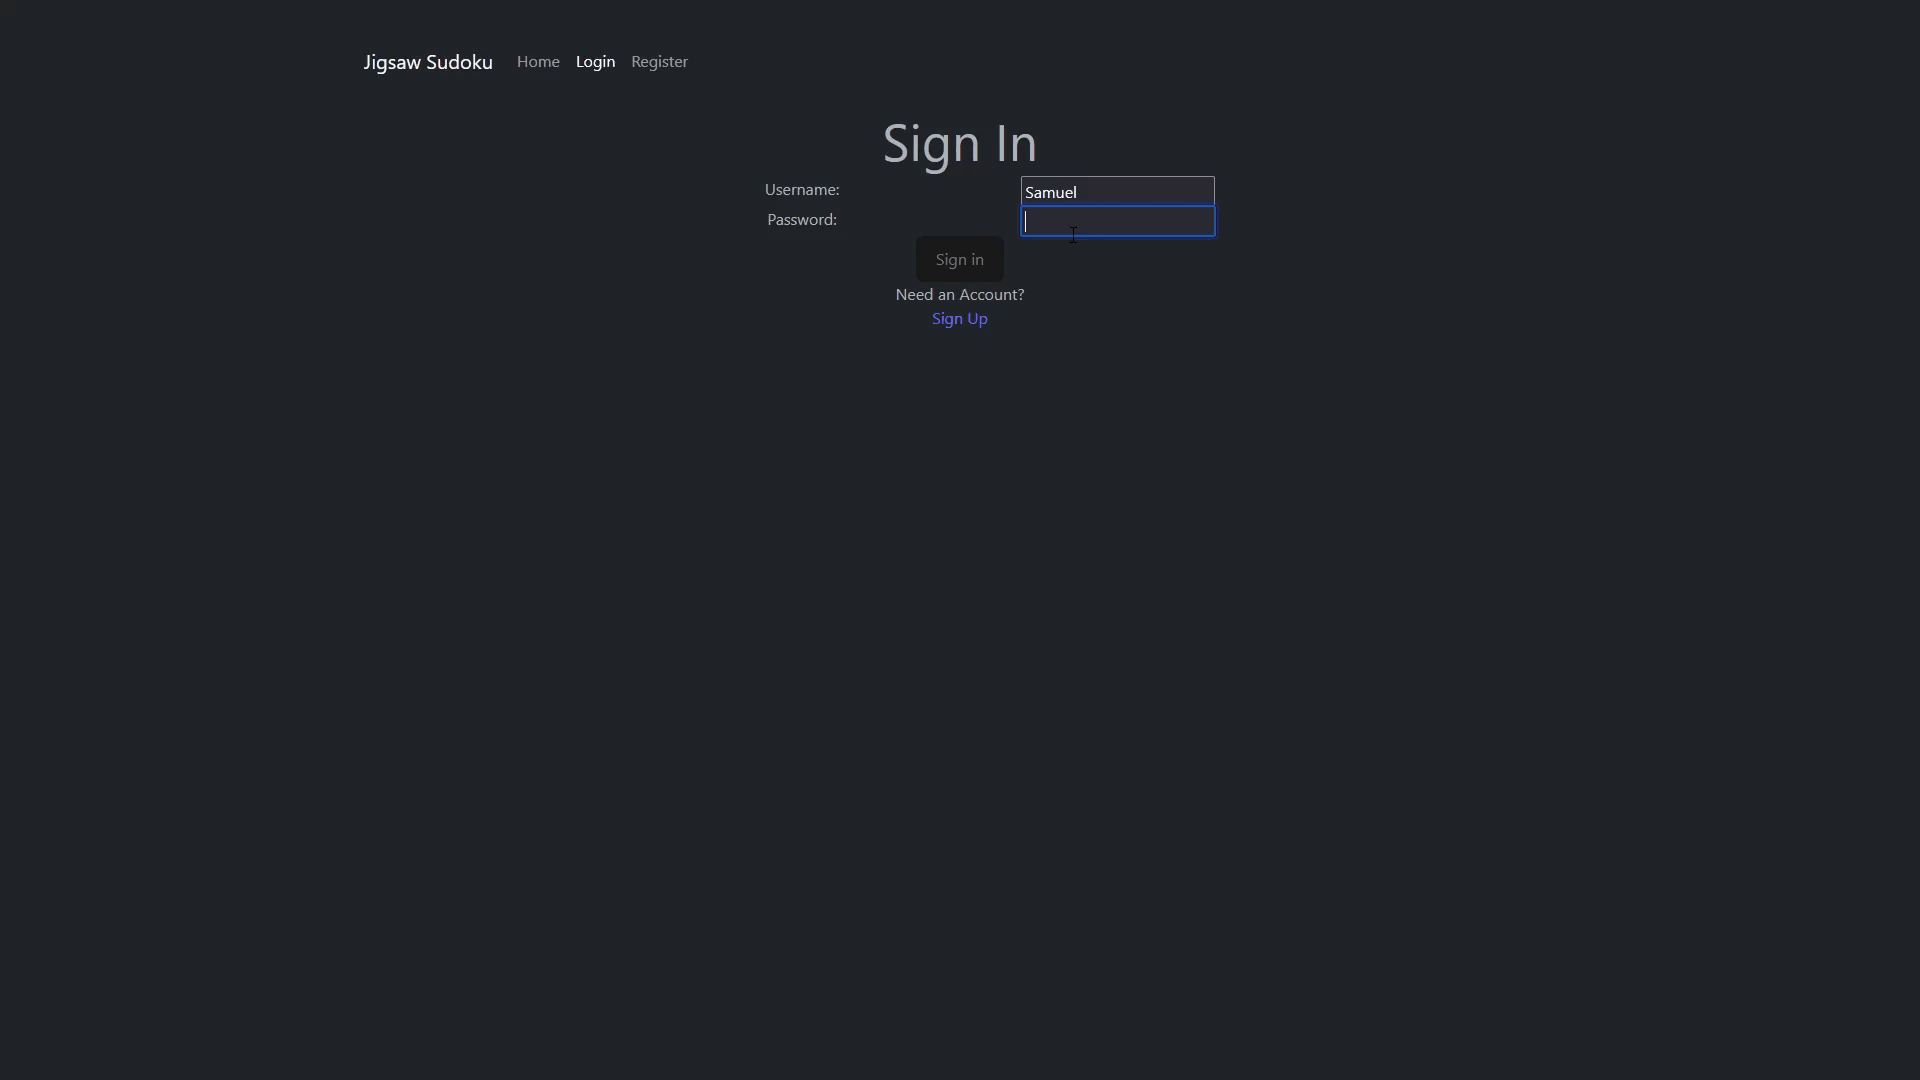 Jigsaw Sudoku Home Login Register
Sign In
Username: Samuel
Password:
Sign in
Need an Account?
Sign Up